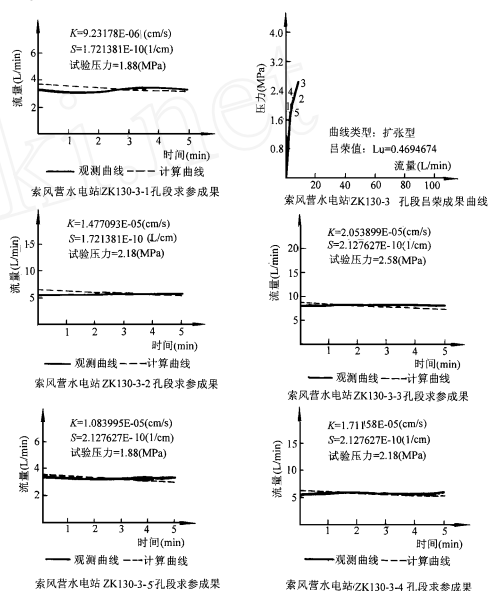 K=9.23178E-06(cm/s)
S=1.721381E-10(1/cm)
试验压力=1.88(MPa)
流量(L/min)
6
4
2
1 2 3 4 5
时间(min)
观测曲线 计算曲线
索风营水电站ZK130-3-1孔段求参成果
压力(MPa)
4.0
3.2
2.4
1.6
0.8
3
4 2
1 5
曲线类型：扩张型
吕荣值：Lu=0.4694674
流量(L/min)
20 40 60 80 100
索风营水电站ZK130-3 孔段吕荣成果曲线
K=1.477093E-05(cm/s)
S=1.721381E-10 (L/cm)
试验压力=2.18(MPa)
流量(L/min)
15
10
5
1 2 3 4 5
时间(min)
观测曲线 计算曲线
索风营水电站ZK130-3-2孔段求参成果
K=2.053899E-05(cm/s)
S=2.127627E-10(1/cm)
试验压力=2.58(MPa)
流量(L/min)
20
15
10
5
1 2 3 4 5
时间(min)
观测曲线 计算曲线
索风营水电站ZK130-3-3孔段求参成果
K=1.083995E-05(cm/s)
S=2.127627E-10(1/cm)
试验压力=1.88(MPa)
流量(L/min)
6
4
2
1 2 3 4 5
时间(min)
观测曲线 计算曲线
索风营水电站 ZK130-3-5孔段求参成果
K=1.71158E-05(cm/s)
S=2.127627E-10(1/cm)
试验压力=2.18(MPa)
流量(L/min)
15
10
5
1 2 3 4 5
时间(min)
观测曲线 计算曲线
索风营水电站ZK130-3-4 孔段求参成果